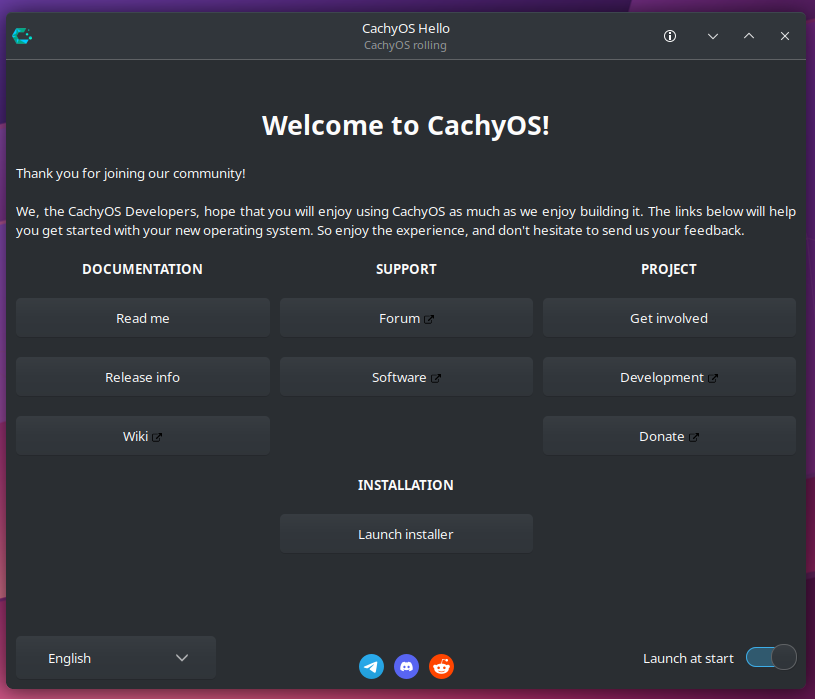 CachyOS Hello
CachyOS rolling
Welcome to CachyOS!
Thank you for joining our community!
We, the CachyOS Developers, hope that you will enjoy using CachyOS as much as we enjoy building it. The links below will help
you get started with your new operating system. So enjoy the experience, and don't hesitate to send us your feedback.
DOCUMENTATION
SUPPORT
PROJECT
Read me
Forum
Get involved
Release info
Software
Development
Wiki
Donate
INSTALLATION
Launch installer
English
Launch at start